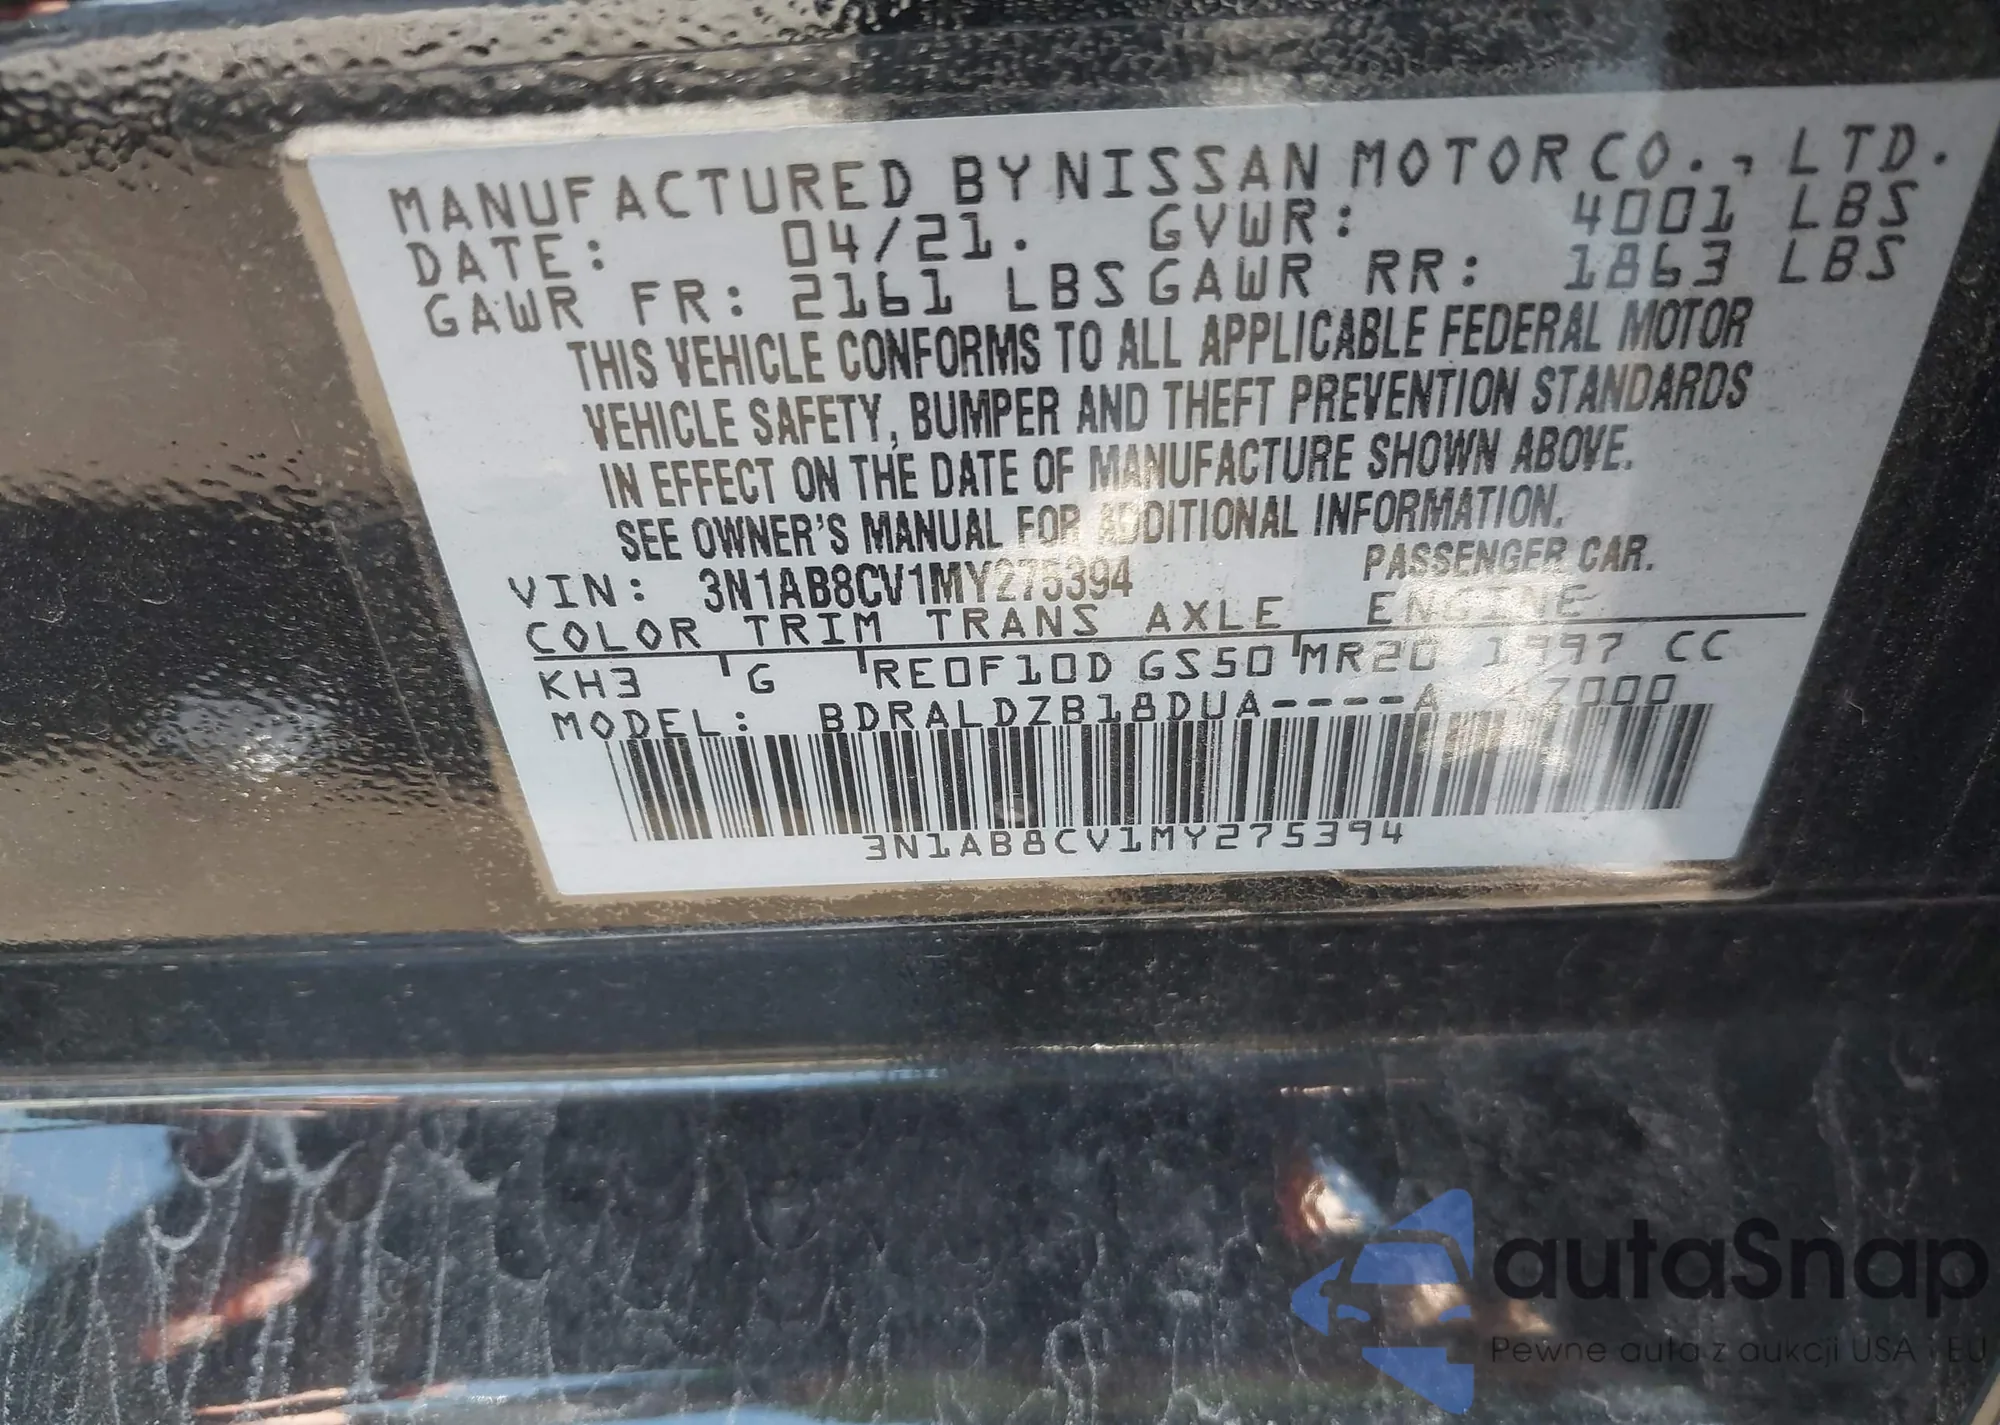 MANUFACTURED BY NISSAN MOTOR CO., LTD.
DATE: 04/21. GVWR: 4001 LBS
GAWR FR: 2161 LBS GAWR RR: 1863 LBS
THIS VEHICLE CONFORMS TO ALL APPLICABLE FEDERAL MOTOR
VEHICLE SAFETY, BUMPER AND THEFT PREVENTION STANDARDS
IN EFFECT ON THE DATE OF MANUFACTURE SHOWN ABOVE.
SEE OWNER'S MANUAL FOR ADDITIONAL INFORMATION.
VIN: 3N1AB8CV1MY275394 PASSENGER CAR.
COLOR TRIM TRANS AXLE ENGINE
KH3 G RE0F10D GS50 MR20 1997 CC
MODEL: BDRALDZB18DUA----A
3N1AB8CV1MY275394
autaSnap
Pewne auta z aukcji USA i EU